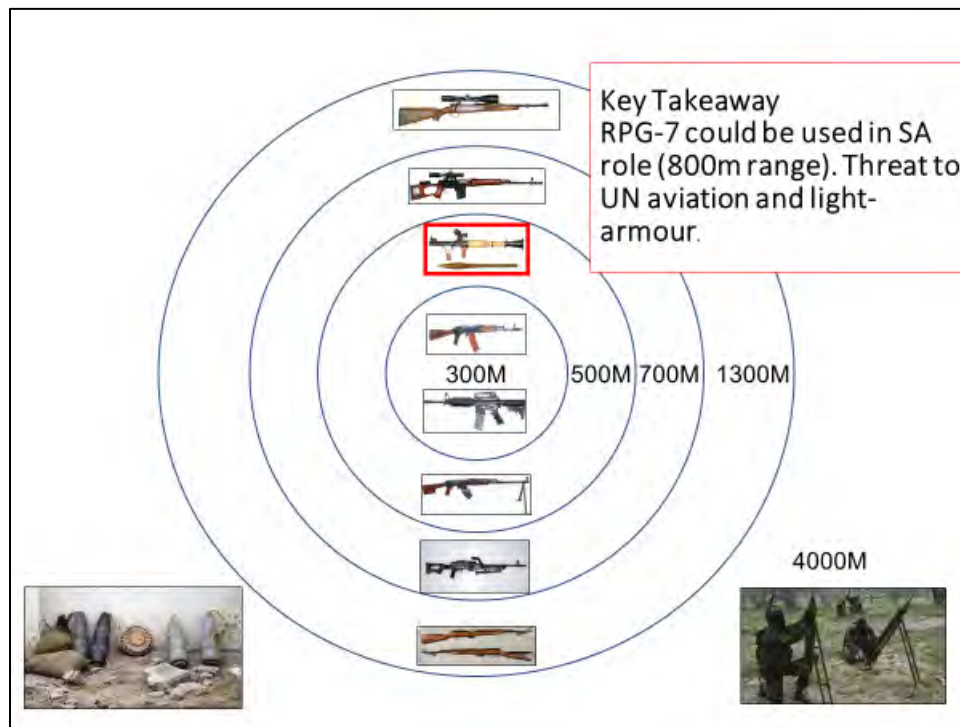 Key Takeaway
RPG-7 could be used in SA
role (800m range). Threat to
UN aviation and light-
armour.
300M
500M
700M
1300M
4000M